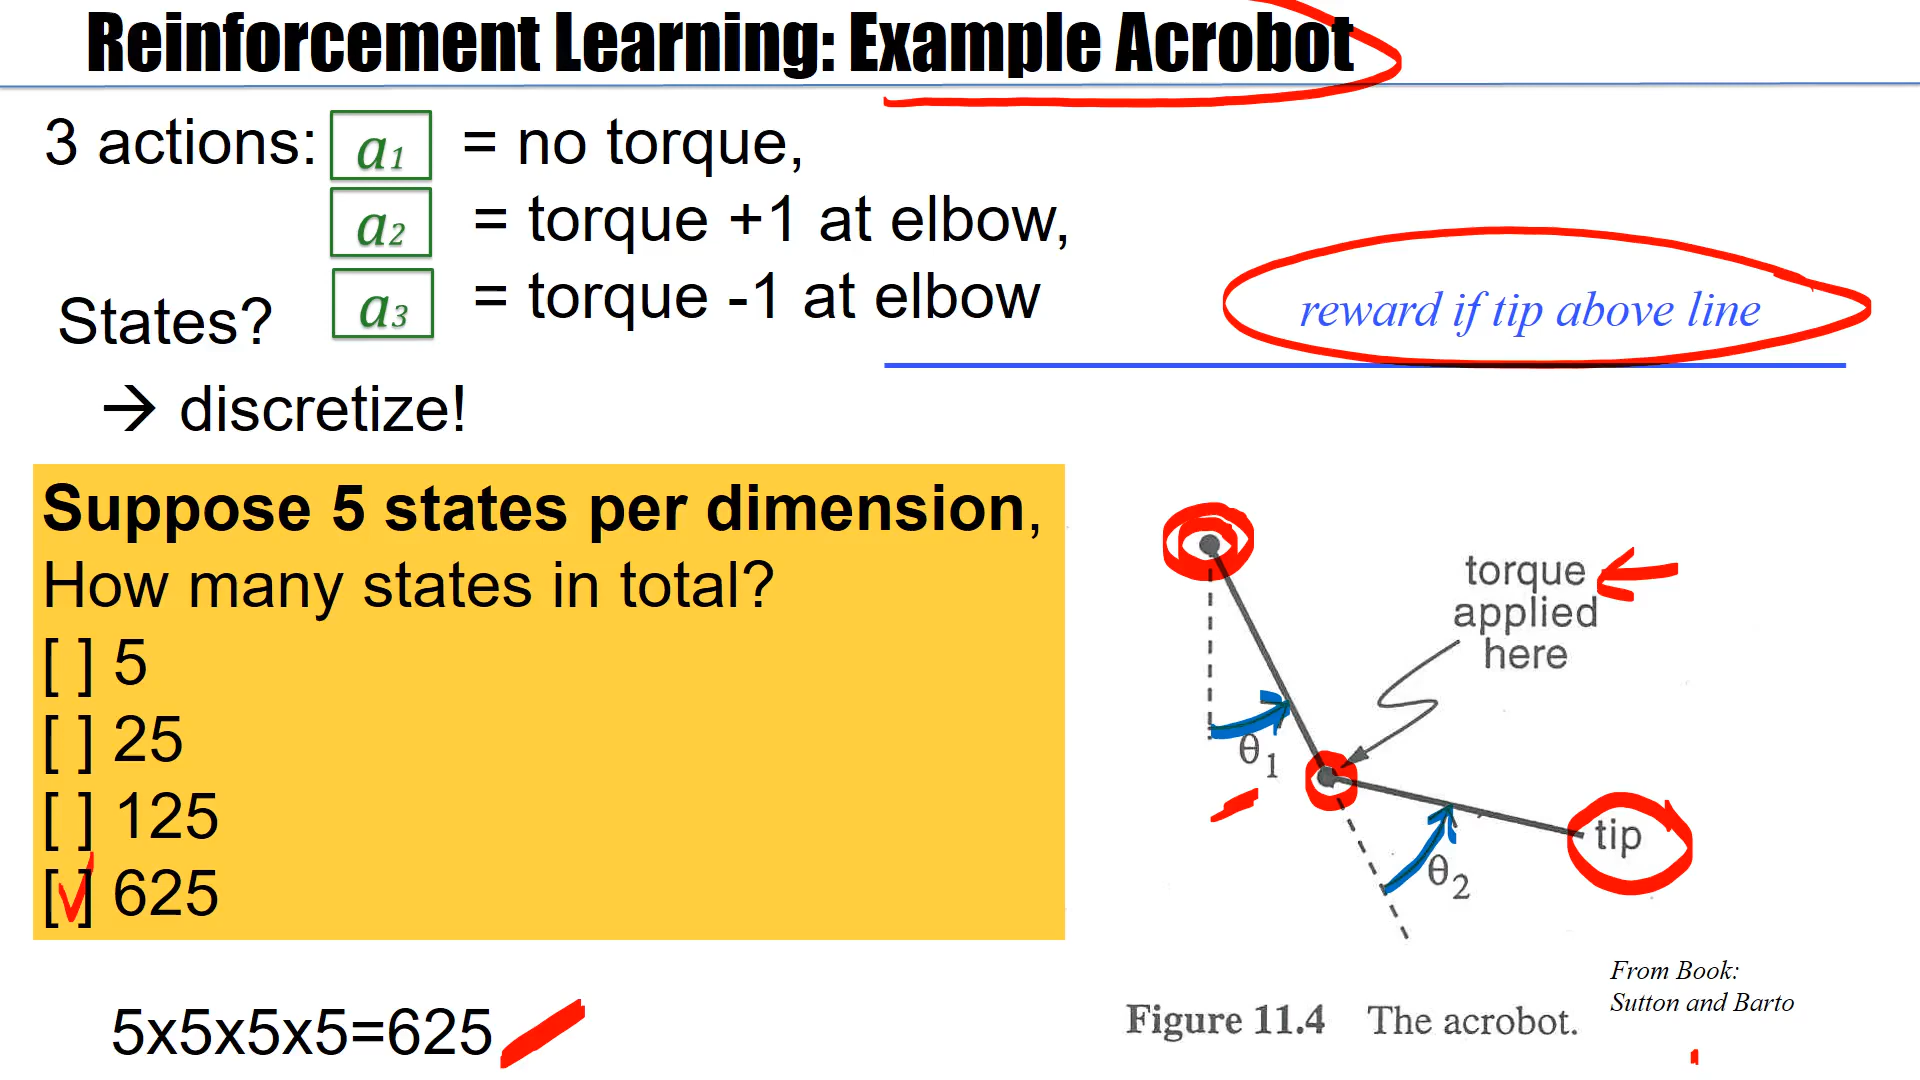 Reinforcement Learning: Example Acrobot
3 actions: a1 = no torque,
a2 = torque +1 at elbow,
a3 = torque -1 at elbow
States?
→ discretize!
reward if tip above line
Suppose 5 states per dimension,
How many states in total?
[ ] 5
[ ] 25
[ ] 125
[✓] 625
5x5x5x5=625
torque
applied
here
θ1
θ2
tip
From Book:
Sutton and Barto
Figure 11.4 The acrobot.